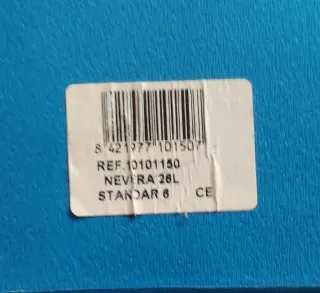 8 421977 101507
REF.10101150
NEVERA 26L
STANDAR 6 CE